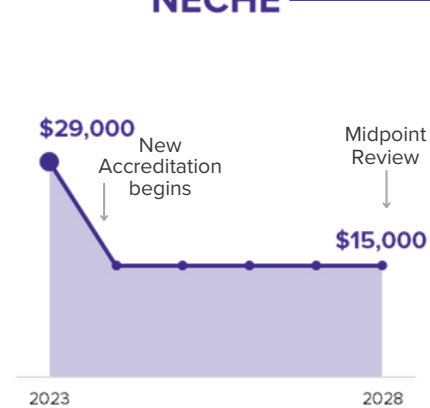 NECHE
$29,000
New
Accreditation
begins
Midpoint
Review
$15,000
2023
2028